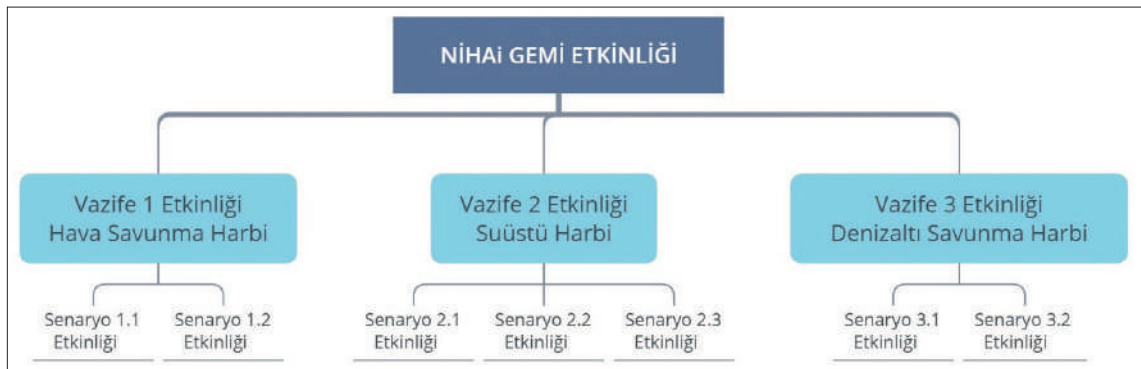 NİHAi GEMİ ETKİNLİĞİ
Vazife 1 Etkinliği
Hava Savunma Harbi
Vazife 2 Etkinliği
Suüstü Harbi
Vazife 3 Etkinliği
Denizaltı Savunma Harbi
Senaryo 1.1
Etkinliği
Senaryo 1.2
Etkinliği
Senaryo 2.1
Etkinliği
Senaryo 2.2
Etkinliği
Senaryo 2.3
Etkinliği
Senaryo 3.1
Etkinliği
Senaryo 3.2
Etkinliği